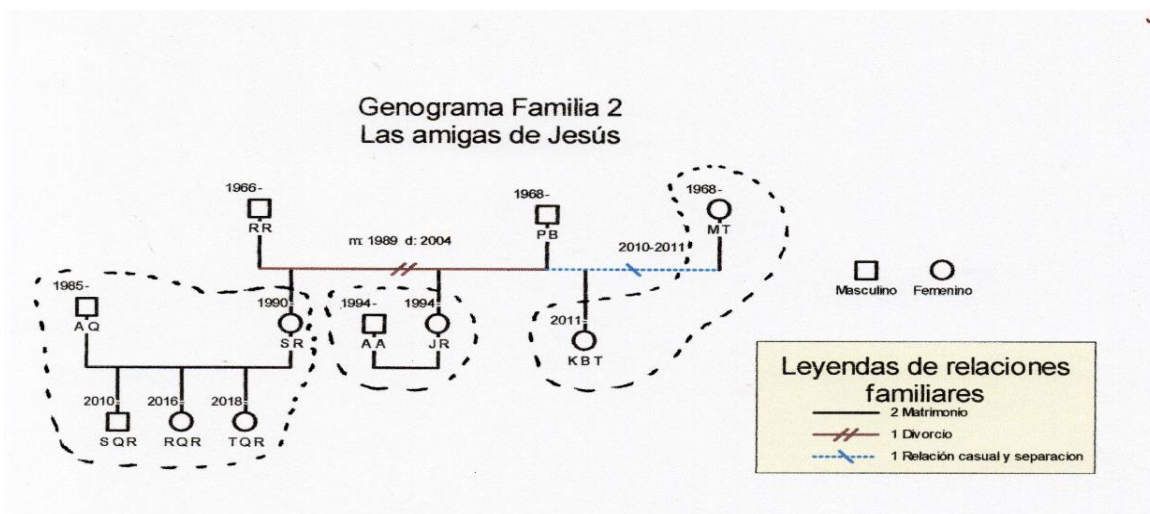 Genograma Familia 2
Las amigas de Jesús
1966-
RR
1968-
PB
1968-
MT
m: 1989 d: 2004
2010-2011
1985-
AQ
1990-
SR
1994-
AA
1994-
JR
2011-
KBT
2010-
SQR
2016-
RQR
2018-
TQR
Masculino
Femenino
Leyendas de relaciones
familiares
2 Matrimonio
1 Divorcio
1 Relación casual y separacion